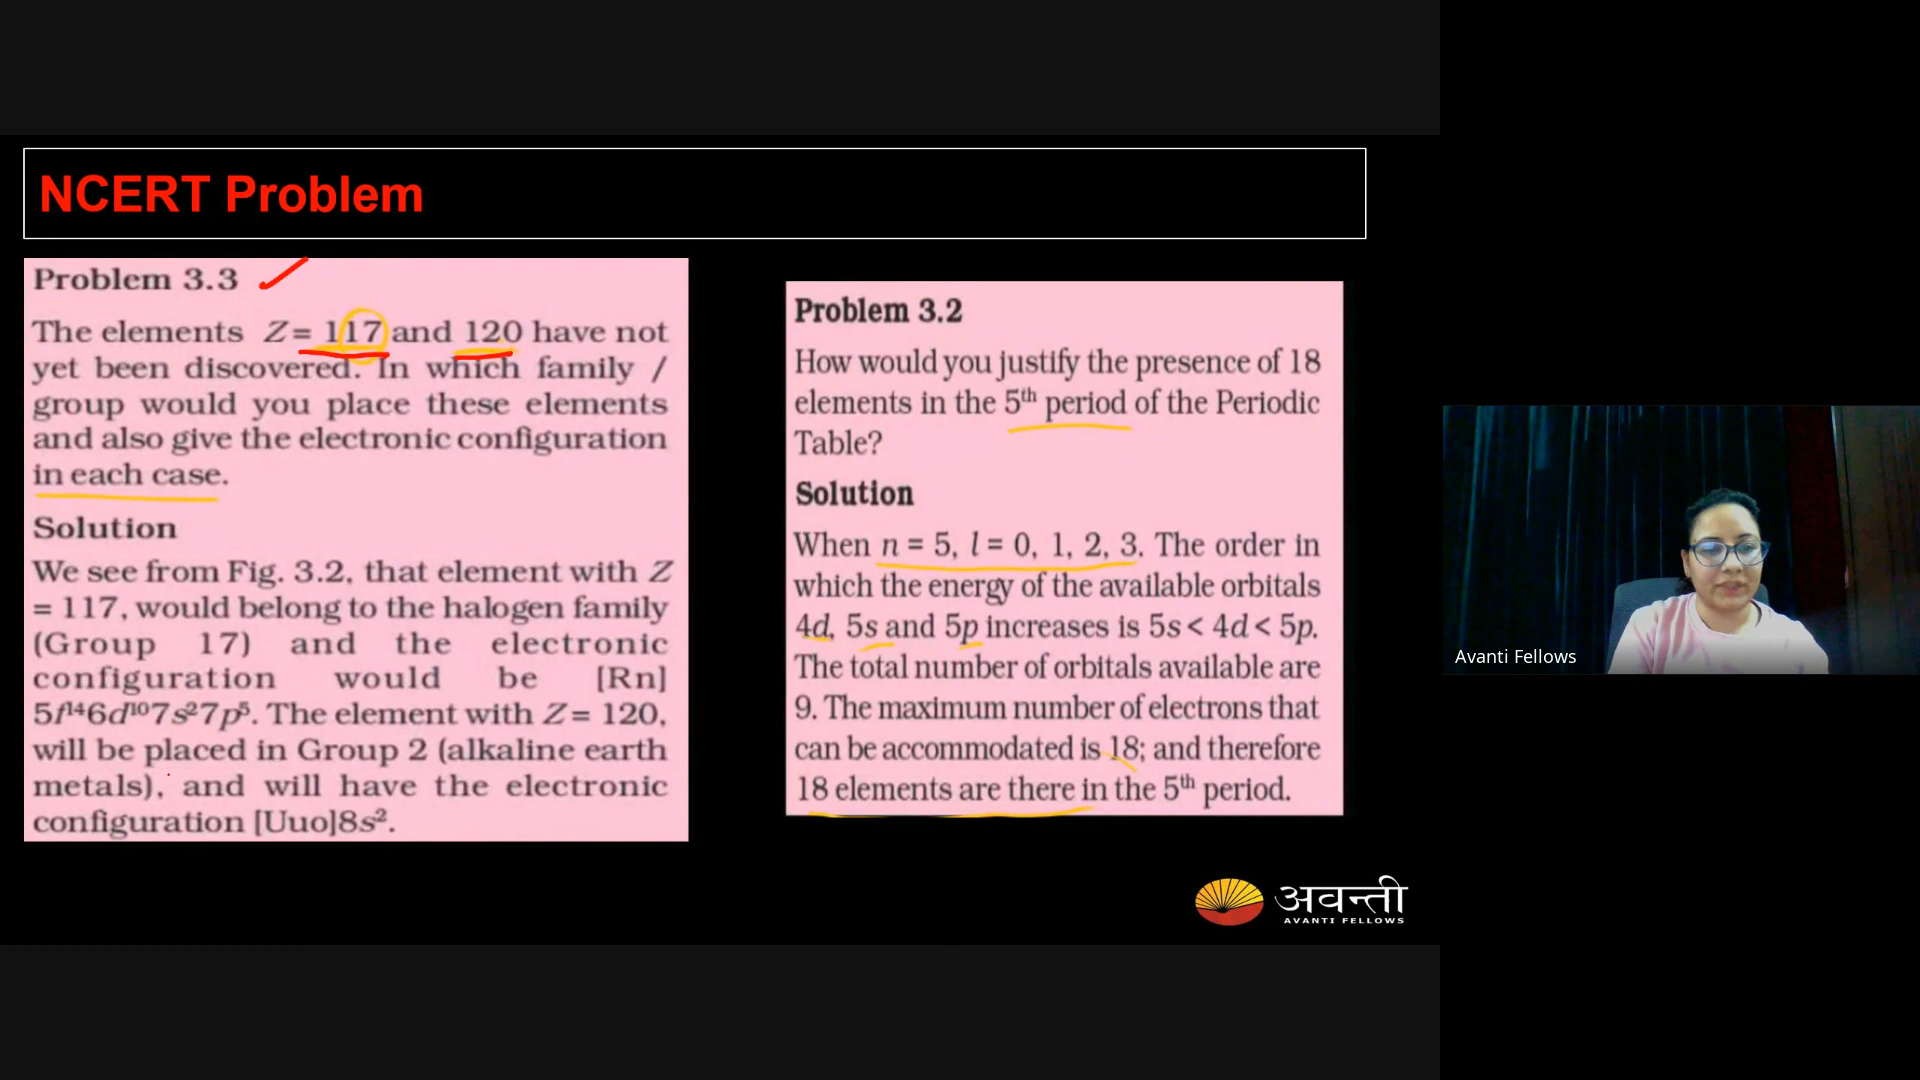 NCERT Problem
Problem 3.3
The elements Z = 117 and 120 have not
yet been discovered. In which family /
group would you place these elements
and also give the electronic configuration
in each case.
Solution
We see from Fig. 3.2, that element with Z
= 117, would belong to the halogen family
(Group 17) and the electronic
configuration would be [Rn]
5f¹⁴6d¹⁰7s²7p⁵. The element with Z = 120,
will be placed in Group 2 (alkaline earth
metals), and will have the electronic
configuration [Uuo]8s².
Problem 3.2
How would you justify the presence of 18
elements in the 5th period of the Periodic
Table?
Solution
When n = 5, l = 0, 1, 2, 3. The order in
which the energy of the available orbitals
4d, 5s and 5p increases is 5s < 4d < 5p.
The total number of orbitals available are
9. The maximum number of electrons that
can be accommodated is 18; and therefore
18 elements are there in the 5th period.
अवन्ती
AVANTI FELLOWS
Avanti Fellows